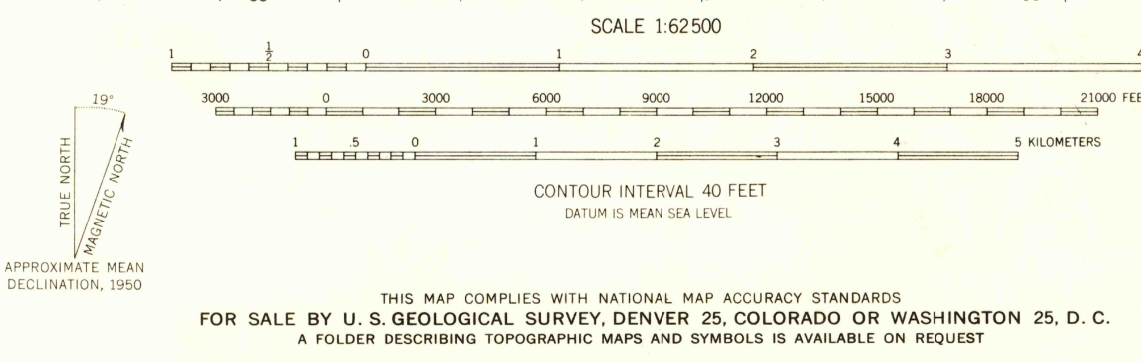 SCALE 1:62500
1 ½ 0 1 2 3 4
3000 0 3000 6000 9000 12000 15000 18000 21000 FEE
1 .5 0 1 2 3 4 5 KILOMETERS
19°
TRUE NORTH
MAGNETIC NORTH
APPROXIMATE MEAN
DECLINATION, 1950
CONTOUR INTERVAL 40 FEET
DATUM IS MEAN SEA LEVEL
THIS MAP COMPLIES WITH NATIONAL MAP ACCURACY STANDARDS
FOR SALE BY U. S. GEOLOGICAL SURVEY, DENVER 25, COLORADO OR WASHINGTON 25, D. C.
A FOLDER DESCRIBING TOPOGRAPHIC MAPS AND SYMBOLS IS AVAILABLE ON REQUEST